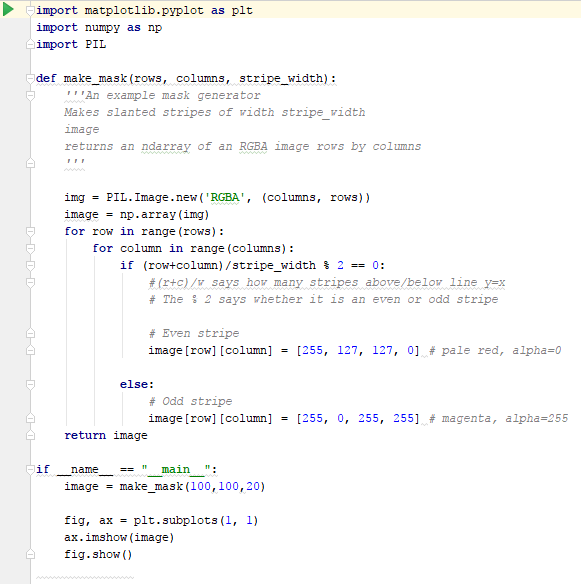 import matplotlib.pyplot as plt
import numpy as np
import PIL

def make_mask(rows, columns, stripe_width):
    '''An example mask generator
    Makes slanted stripes of width stripe_width
    image
    returns an ndarray of an RGBA image rows by columns
    '''

    img = PIL.Image.new('RGBA', (columns, rows))
    image = np.array(img)
    for row in range(rows):
        for column in range(columns):
            if (row+column)/stripe_width % 2 == 0:
                #(r+c)/w says how many stripes above/below line y=x
                # The % 2 says whether it is an even or odd stripe

                # Even stripe
                image[row][column] = [255, 127, 127, 0] # pale red, alpha=0

            else:
                # Odd stripe
                image[row][column] = [255, 0, 255, 255] # magenta, alpha=255
    return image

if __name__ == "__main__":
    image = make_mask(100,100,20)

    fig, ax = plt.subplots(1, 1)
    ax.imshow(image)
    fig.show()